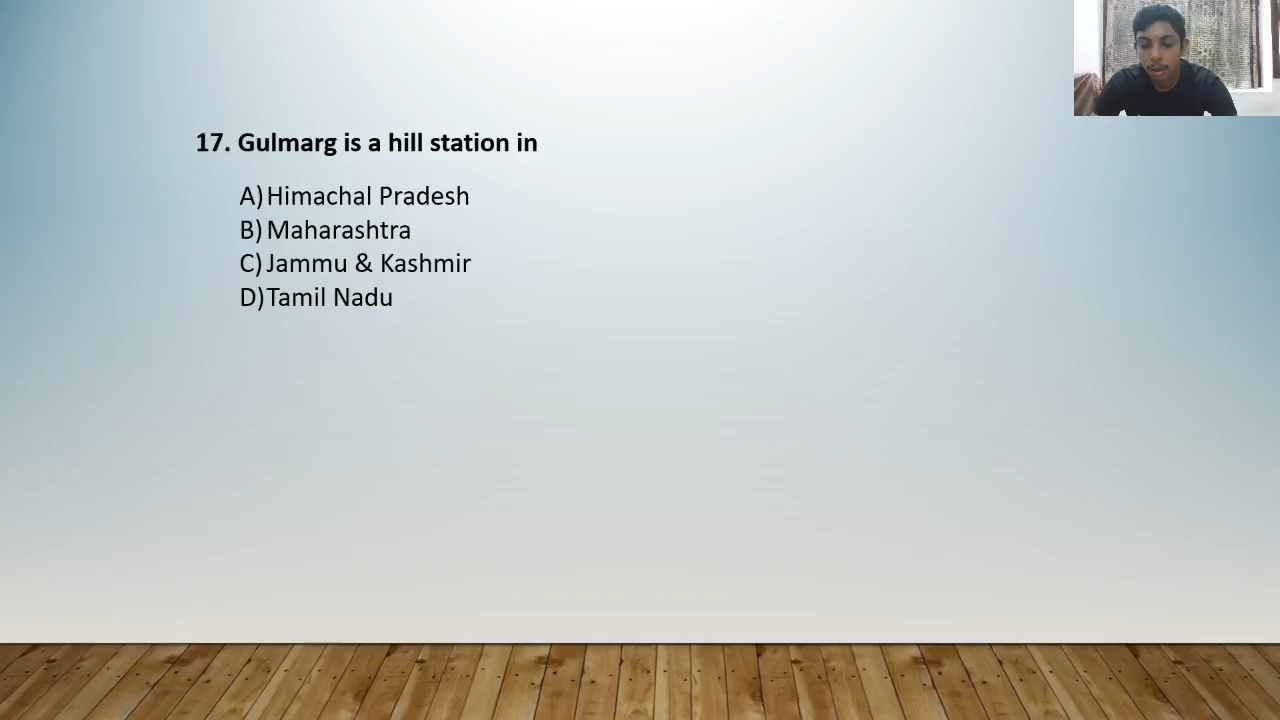 17. Gulmarg is a hill station in
A) Himachal Pradesh
B) Maharashtra
C) Jammu & Kashmir
D) Tamil Nadu